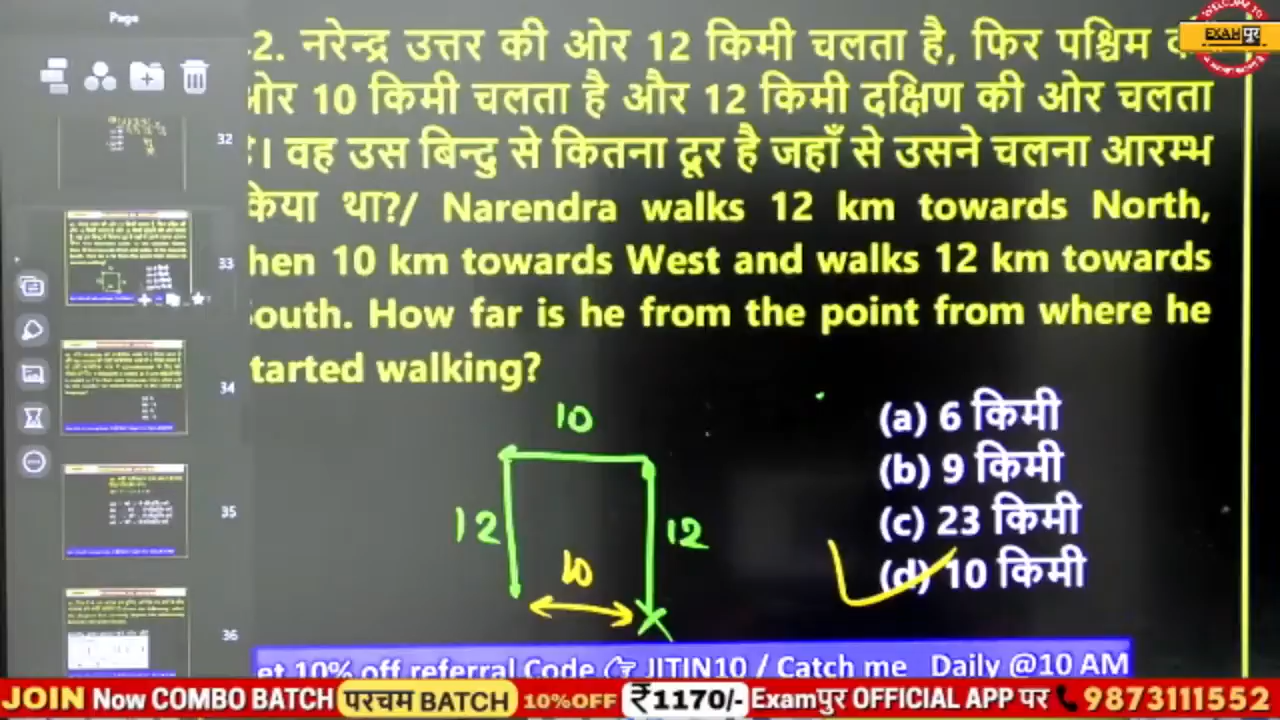 Page
2. नरेन्द्र उत्तर की ओर 12 किमी चलता है, फिर पश्चिम
ओर 10 किमी चलता है और 12 किमी दक्षिण की ओर चलता
। वह उस बिन्दु से कितना दूर है जहाँ से उसने चलना आरम्भ
किया था?/ Narendra walks 12 km towards North,
hen 10 km towards West and walks 12 km towards
outh. How far is he from the point from where he
tarted walking?
(a) 6 किमी
(b) 9 किमी
(c) 23 किमी
(d) 10 किमी
10
12
12
10
32
33
34
35
36
EXAMपुर
et 10% off referral Code 👉 JITIN10 / Catch me Daily @10 AM
JOIN Now COMBO BATCH परचम BATCH 10%OFF ₹1170/- Examपुर OFFICIAL APP पर 9873111552